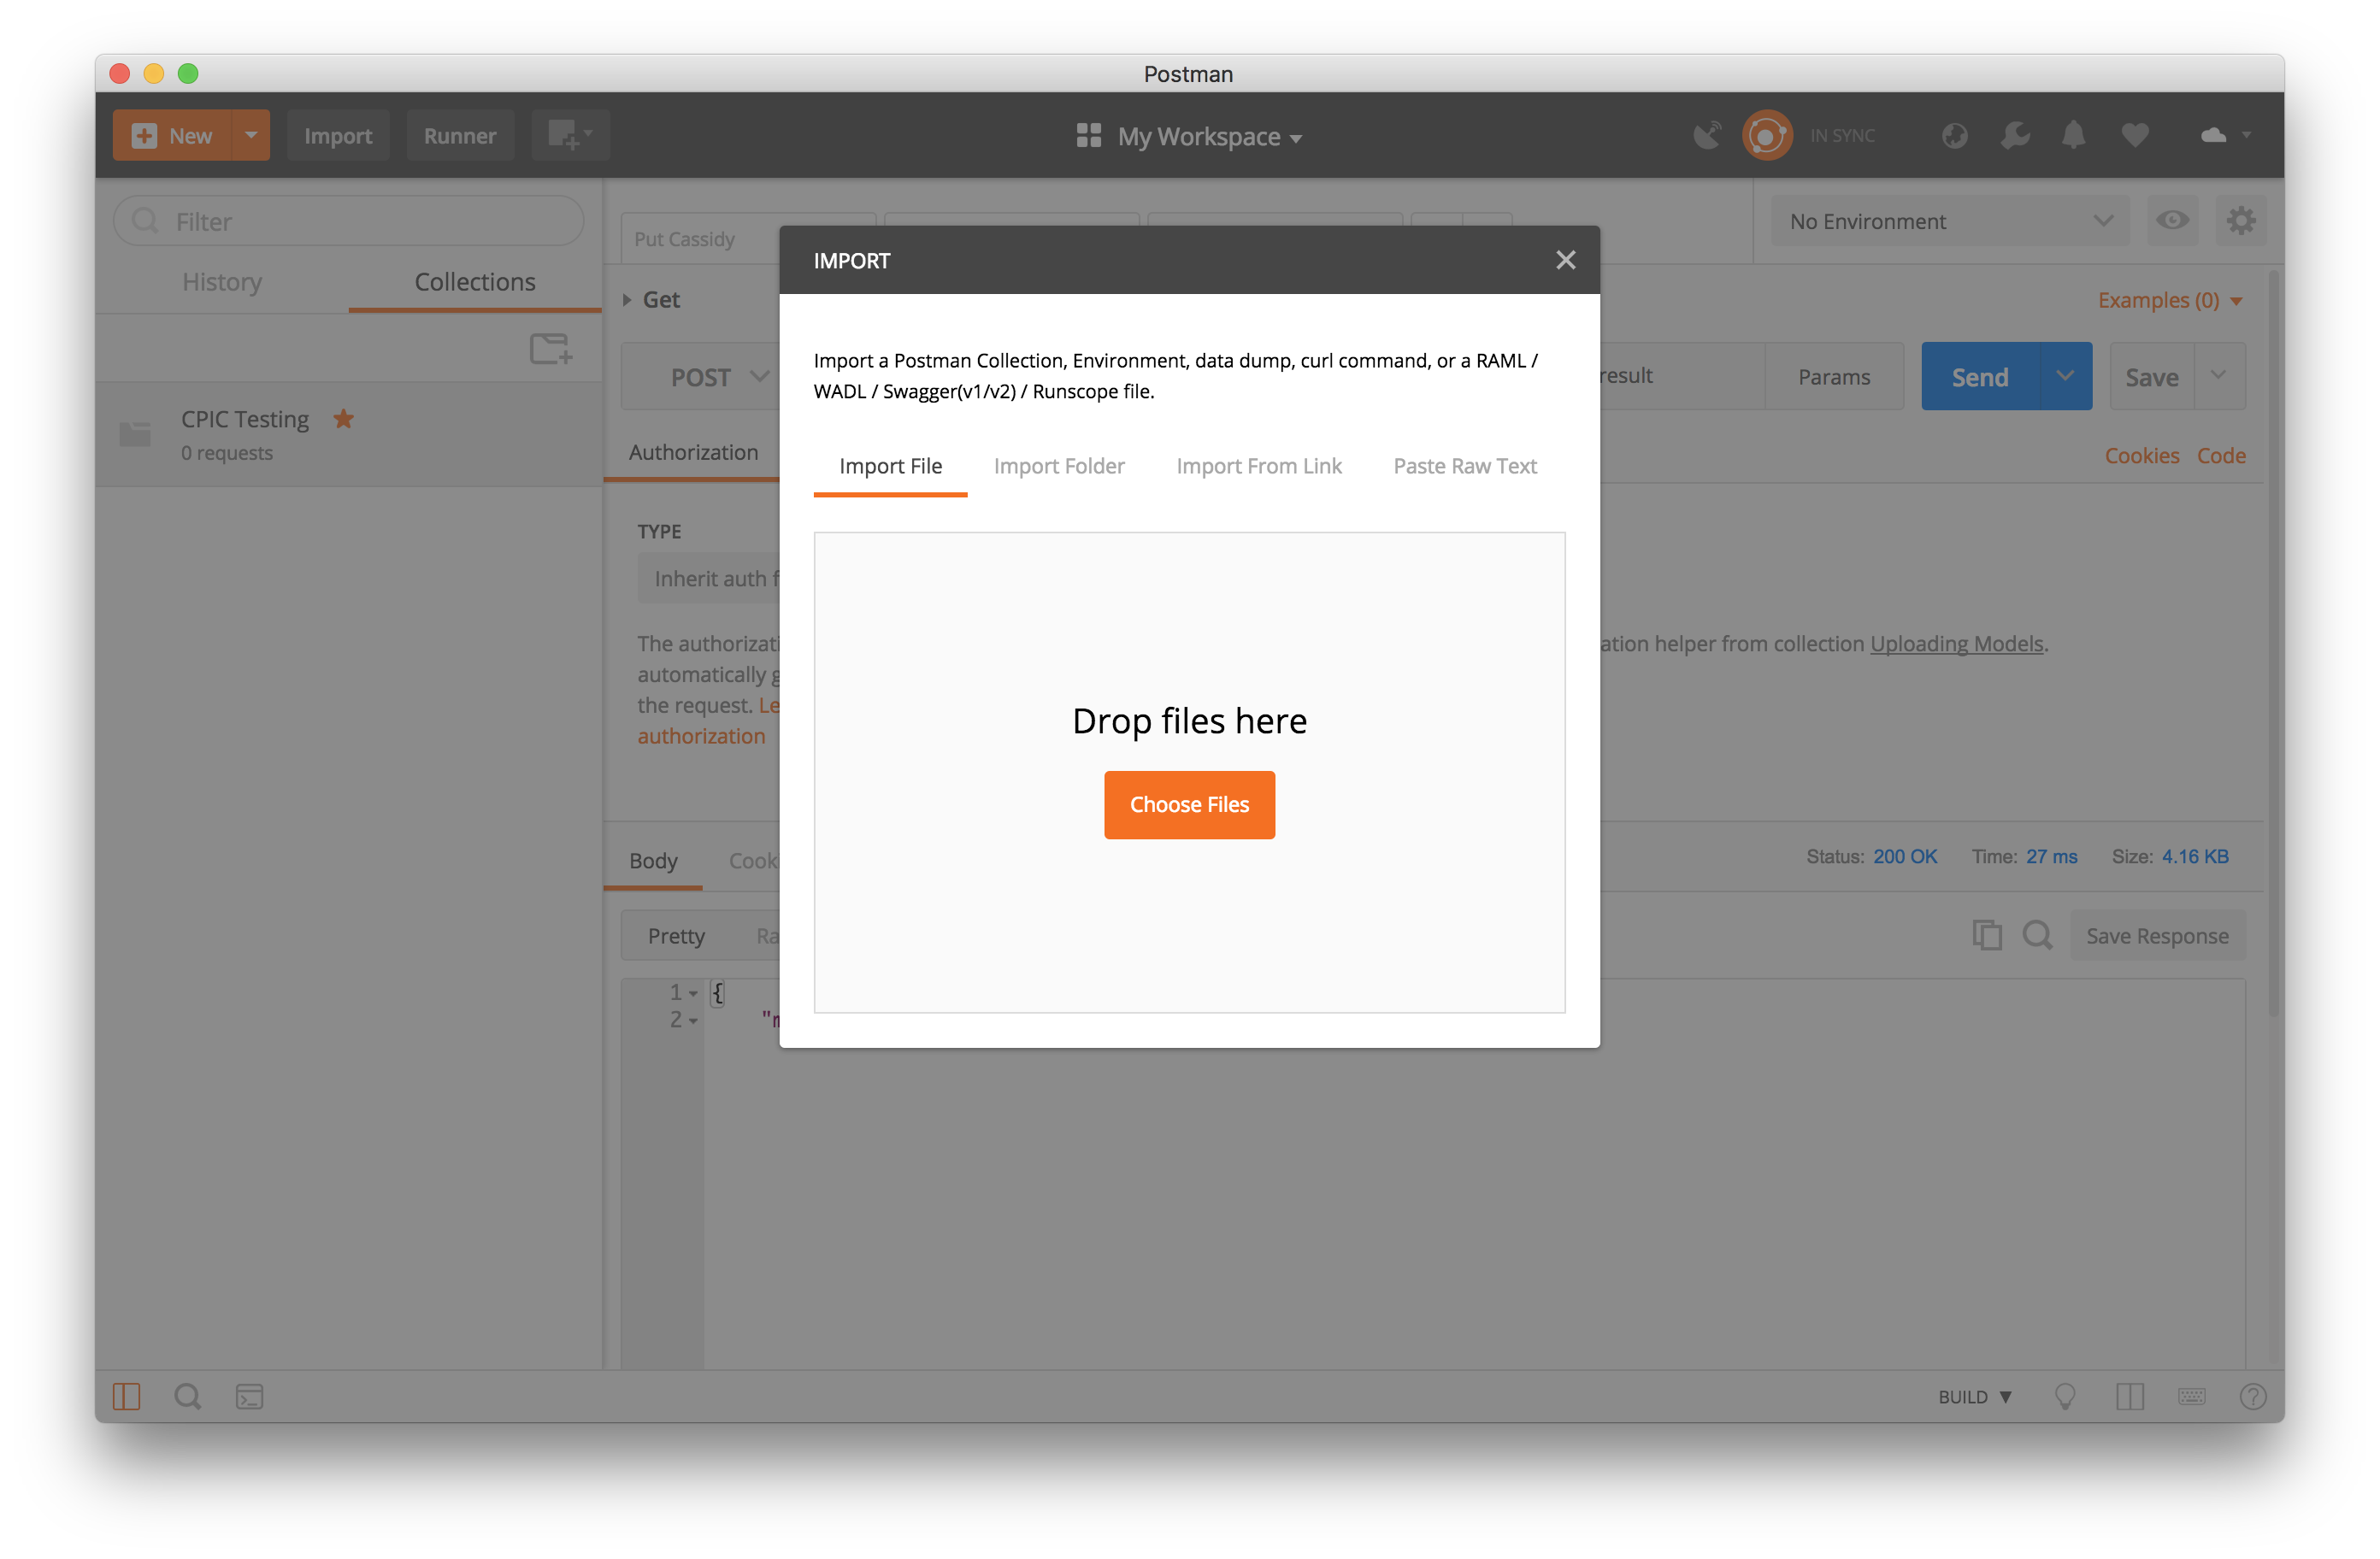 Postman
New
Import
Runner
My Workspace
IN SYNC
Filter
History
Collections
CPIC Testing
0 requests
Put Cassidy
No Environment
Get
Examples (0)
POST
result
Params
Send
Save
Authorization
Cookies
Code
TYPE
Inherit auth
The
ation helper from collection Uploading Models.
automatically
the request.
authorization
IMPORT
Import a Postman Collection, Environment, data dump, curl command, or a RAML /
WADL / Swagger(v1/v2) / Runscope file.
Import File
Import Folder
Import From Link
Paste Raw Text
Drop files here
Choose Files
Body
Status: 200 OK
Time: 27 ms
Size: 4.16 KB
Pretty
Save Response
1 {
2
BUILD